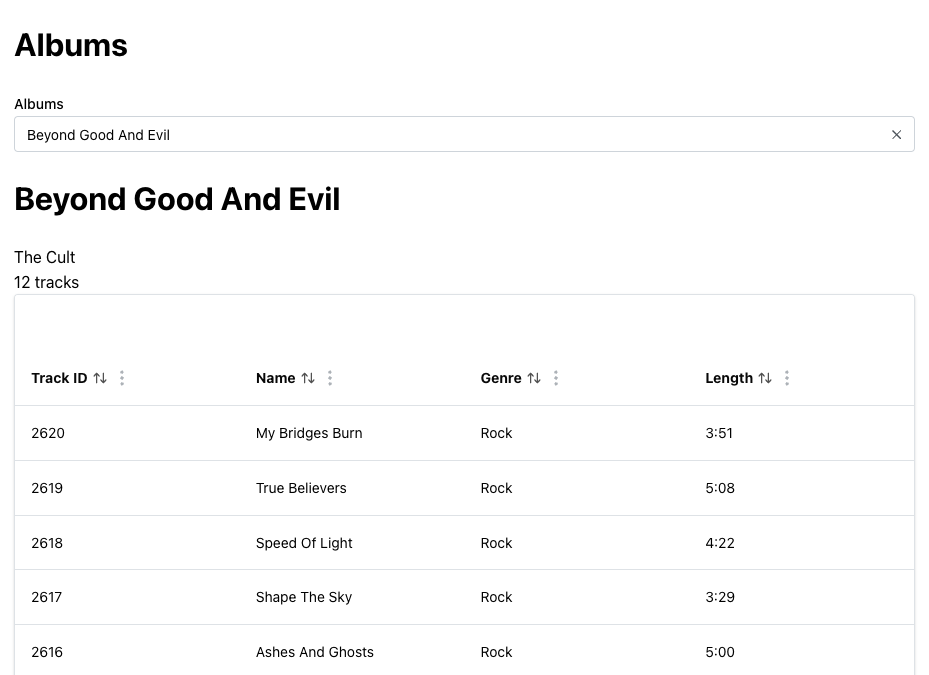 Albums
Albums
Beyond Good And Evil
Beyond Good And Evil
The Cult
12 tracks
Track ID Name Genre Length
2620 My Bridges Burn Rock 3:51
2619 True Believers Rock 5:08
2618 Speed Of Light Rock 4:22
2617 Shape The Sky Rock 3:29
2616 Ashes And Ghosts Rock 5:00